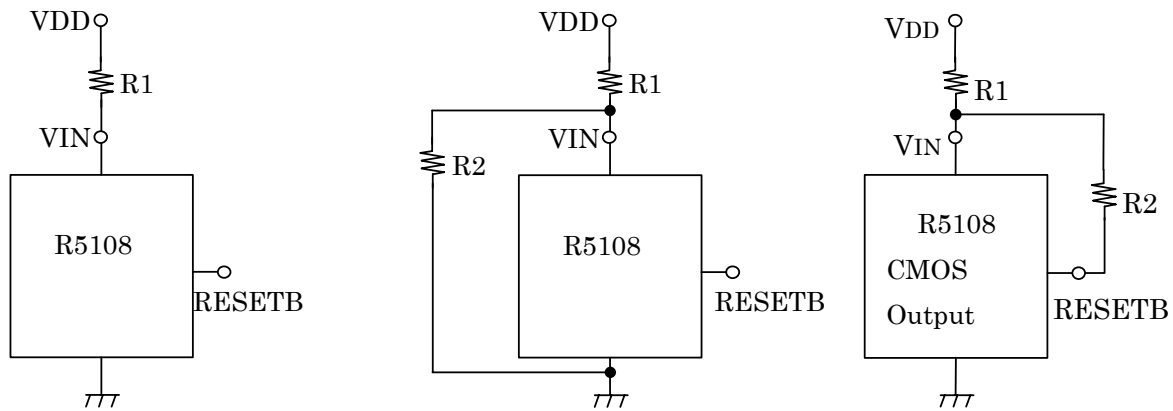 VDD
R1
VIN
R5108
RESETB
VDD
R1
VIN
R2
R5108
RESETB
VDD
R1
VIN
R2
R5108
CMOS
Output
RESETB